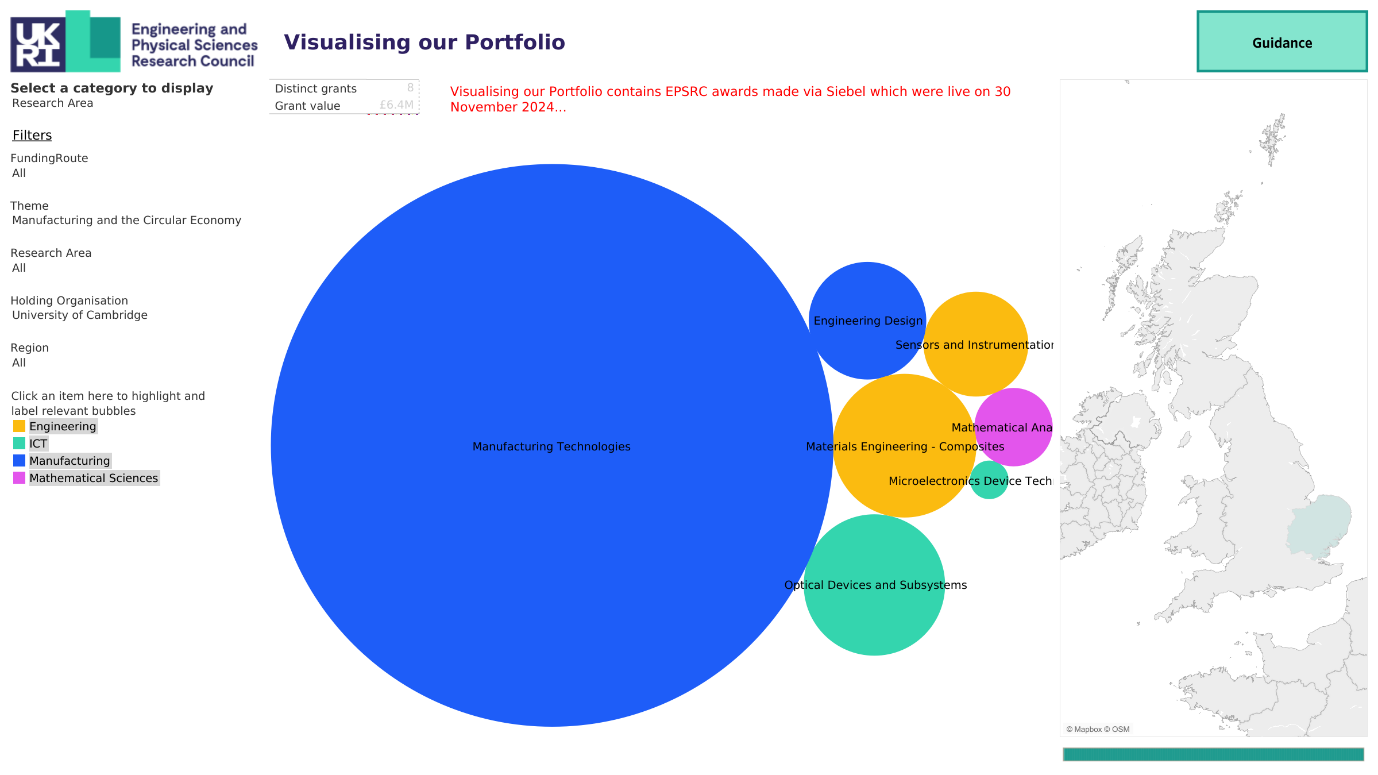 UK
RI
Engineering and
Physical Sciences
Research Council
Visualising our Portfolio
Guidance
Select a category to display
Research Area
Distinct grants 8
Grant value £6.4M
Visualising our Portfolio contains EPSRC awards made via Siebel which were live on 30
November 2024...
Filters
FundingRoute
All
Theme
Manufacturing and the Circular Economy
Research Area
All
Holding Organisation
University of Cambridge
Region
All
Click an item here to highlight and
label relevant bubbles
Engineering
ICT
Manufacturing
Mathematical Sciences
Engineering Design
Sensors and Instrumentation
Mathematical Ana
Manufacturing Technologies
Materials Engineering - Composites
Microelectronics Device Tech
Optical Devices and Subsystems
© Mapbox © OSM